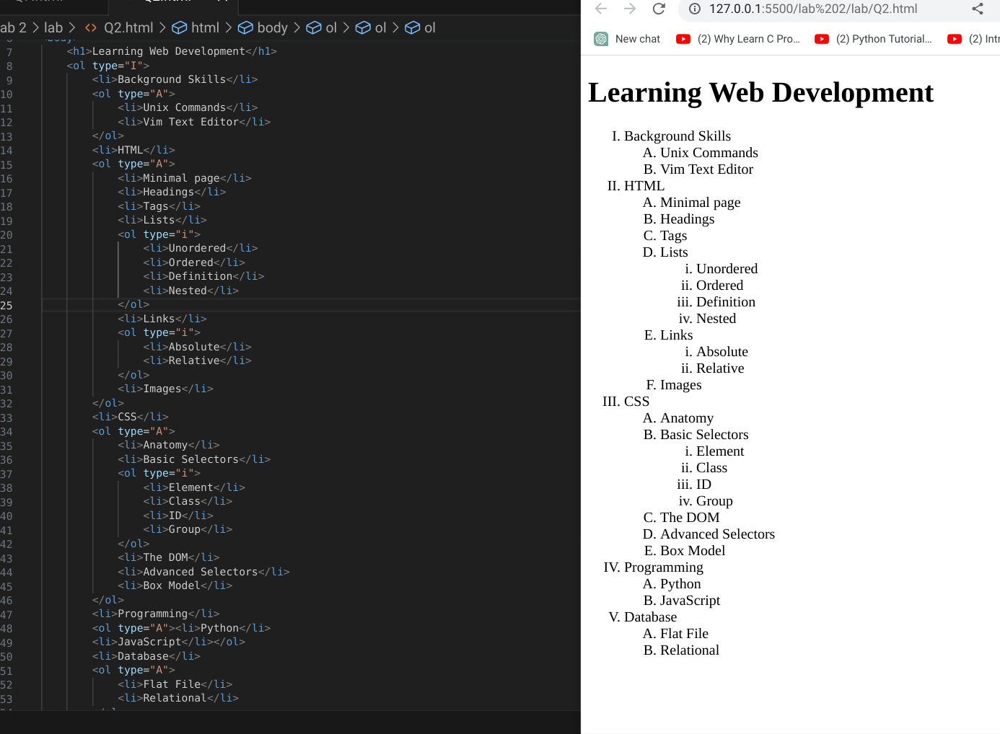 ab 2 > lab > <> Q2.html > html > body > ol > ol > ol
7 <h1>Learning Web Development</h1>
8 <ol type="I">
9 <li>Background Skills</li>
10 <ol type="A">
11 <li>Unix Commands</li>
12 <li>Vim Text Editor</li>
13 </ol>
14 <li>HTML</li>
15 <ol type="A">
16 <li>Minimal page</li>
17 <li>Headings</li>
18 <li>Tags</li>
19 <li>Lists</li>
20 <ol type="i">
21 <li>Unordered</li>
22 <li>Ordered</li>
23 <li>Definition</li>
24 <li>Nested</li>
25 </ol>
26 <li>Links</li>
27 <ol type="i">
28 <li>Absolute</li>
29 <li>Relative</li>
30 </ol>
31 <li>Images</li>
32 </ol>
33 <li>CSS</li>
34 <ol type="A">
35 <li>Anatomy</li>
36 <li>Basic Selectors</li>
37 <ol type="i">
38 <li>Element</li>
39 <li>Class</li>
40 <li>ID</li>
41 <li>Group</li>
42 </ol>
43 <li>The DOM</li>
44 <li>Advanced Selectors</li>
45 <li>Box Model</li>
46 </ol>
47 <li>Programming</li>
48 <ol type="A"><li>Python</li>
49 <li>JavaScript</li></ol>
50 <li>Database</li>
51 <ol type="A">
52 <li>Flat File</li>
53 <li>Relational</li>
127.0.0.1:5500/lab%202/lab/Q2.html
New chat (2) Why Learn C Pro... (2) Python Tutorial... (2) Intr
Learning Web Development
I. Background Skills
A. Unix Commands
B. Vim Text Editor
II. HTML
A. Minimal page
B. Headings
C. Tags
D. Lists
i. Unordered
ii. Ordered
iii. Definition
iv. Nested
E. Links
i. Absolute
ii. Relative
F. Images
III. CSS
A. Anatomy
B. Basic Selectors
i. Element
ii. Class
iii. ID
iv. Group
C. The DOM
D. Advanced Selectors
E. Box Model
IV. Programming
A. Python
B. JavaScript
V. Database
A. Flat File
B. Relational